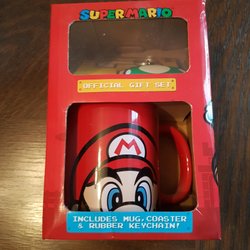 SUPER MARIO
OFFICIAL GIFT SET
M
INCLUDES MUG, COASTER
& RUBBER KEYCHAIN!